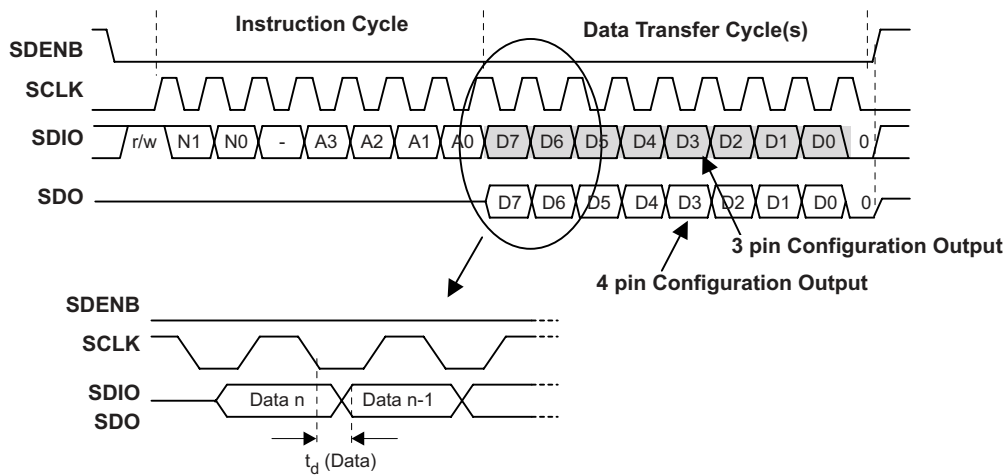 Instruction Cycle Data Transfer Cycle(s)
SDENB
SCLK
SDIO r/w N1 N0 - A3 A2 A1 A0 D7 D6 D5 D4 D3 D2 D1 D0 0
SDO D7 D6 D5 D4 D3 D2 D1 D0 0
3 pin Configuration Output
4 pin Configuration Output
SDENB
SCLK
SDIO
SDO
Data n Data n-1
td (Data)